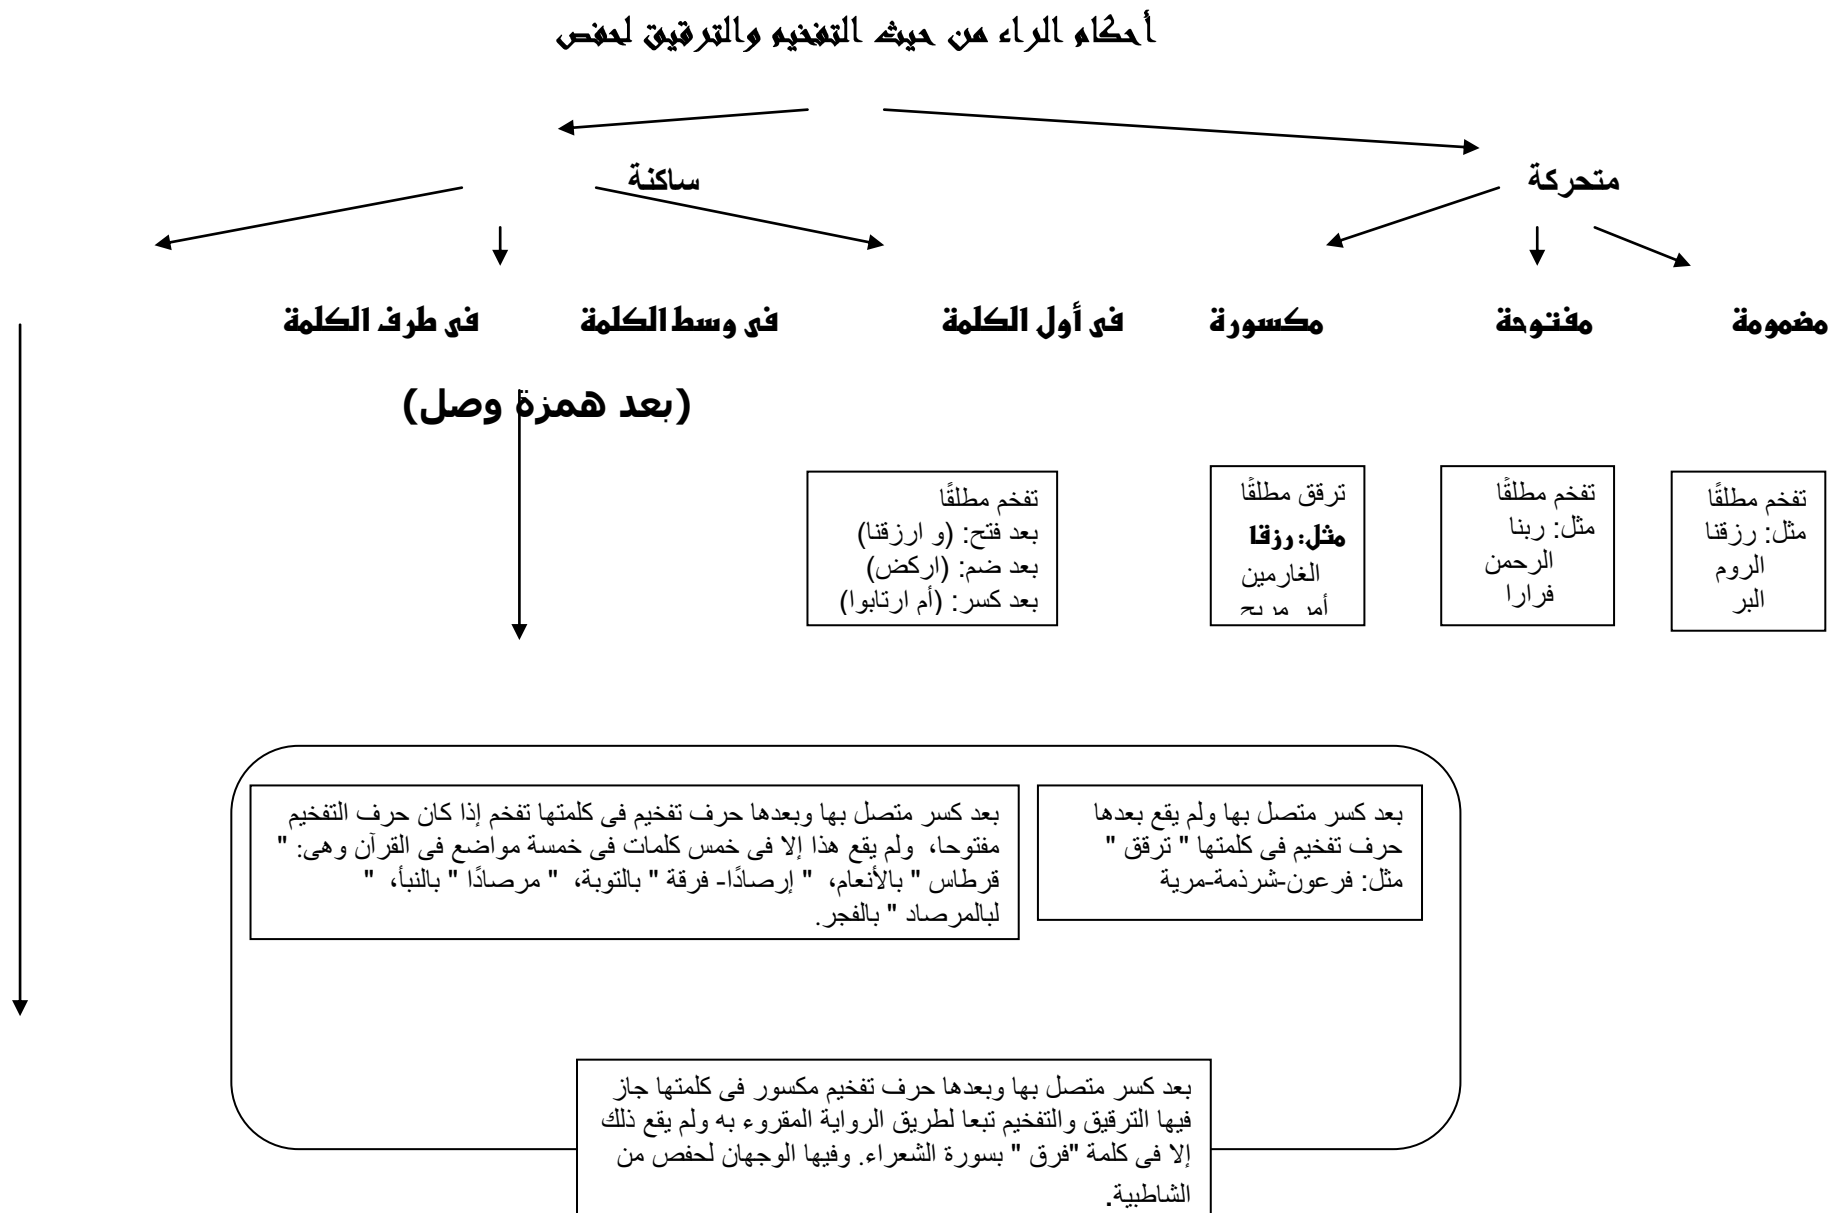 أحكام الراء من حيث التفخيم والترقيق لحفص
متحركة
ساكنة
مضمومة
مفتوحة
مكسورة
فى أول الكلمة
فى وسط الكلمة
فى طرف الكلمة
(بعد همزة وصل)
تفخم مطلقًا
مثل: رزقنا
الروم
البر
تفخم مطلقًا
مثل: ربنا
الرحمن
فرارا
ترقق مطلقًا
مثل: رزقا
الغارمين
أمر مريج
تفخم مطلقًا
بعد فتح: (و ارزقنا)
بعد ضم: (اركض)
بعد كسر: (أم ارتابوا)
بعد كسر متصل بها ولم يقع بعدها
حرف تفخيم فى كلمتها " ترقق "
مثل: فرعون-شرذمة-مرية
بعد كسر متصل بها وبعدها حرف تفخيم فى كلمتها تفخم إذا كان حرف التفخيم
مفتوحا، ولم يقع هذا إلا فى خمس كلمات فى خمسة مواضع فى القرآن وهى: "
قرطاس " بالأنعام، " إرصادًا- فرقة " بالتوبة، " مرصادًا " بالنبأ، "
لبالمرصاد " بالفجر.
بعد كسر متصل بها وبعدها حرف تفخيم مكسور فى كلمتها جاز
فيها الترقيق والتفخيم تبعا لطريق الرواية المقروء به ولم يقع ذلك
إلا فى كلمة "فرق " بسورة الشعراء. وفيها الوجهان لحفص من
الشاطبية.